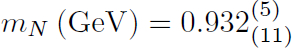 m_N (GeV) = 0.932^{(5)}_{(11)}